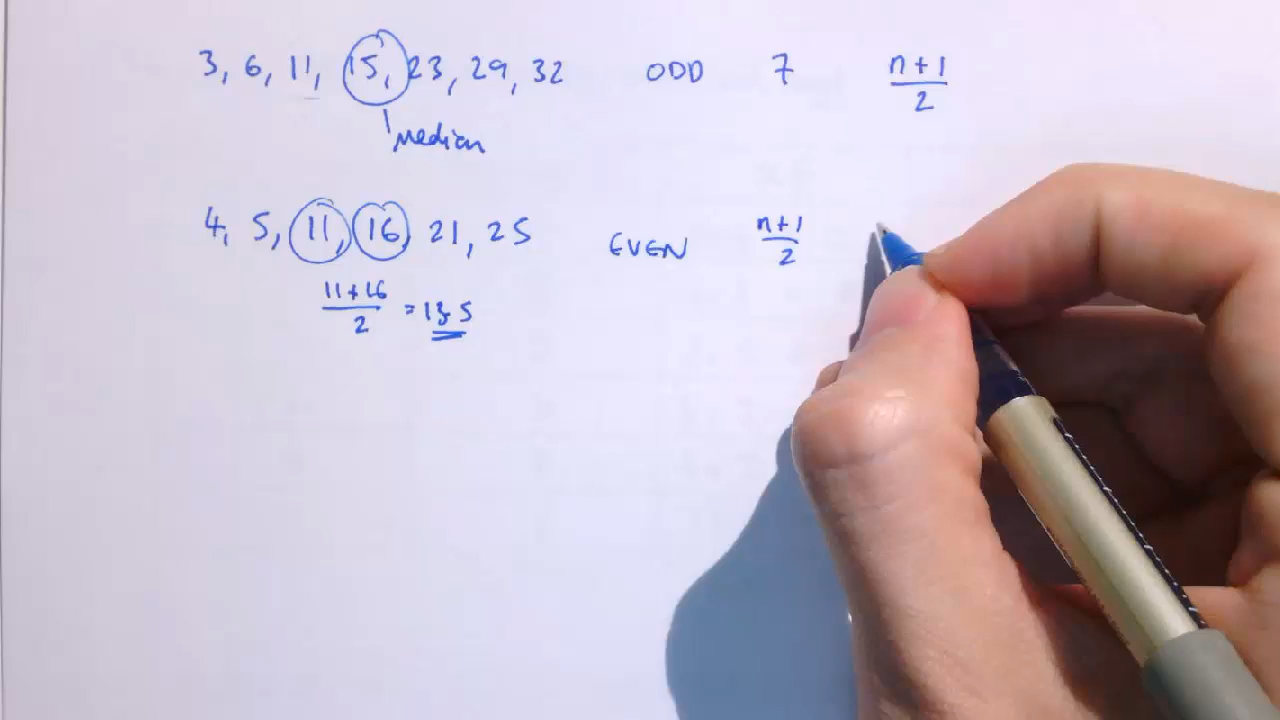 3, 6, 11, 15, 23, 29, 32 ODD 7 n+1/2
median
4, 5, 11, 16, 21, 25 EVEN n+1/2
11+16/2 = 13.5